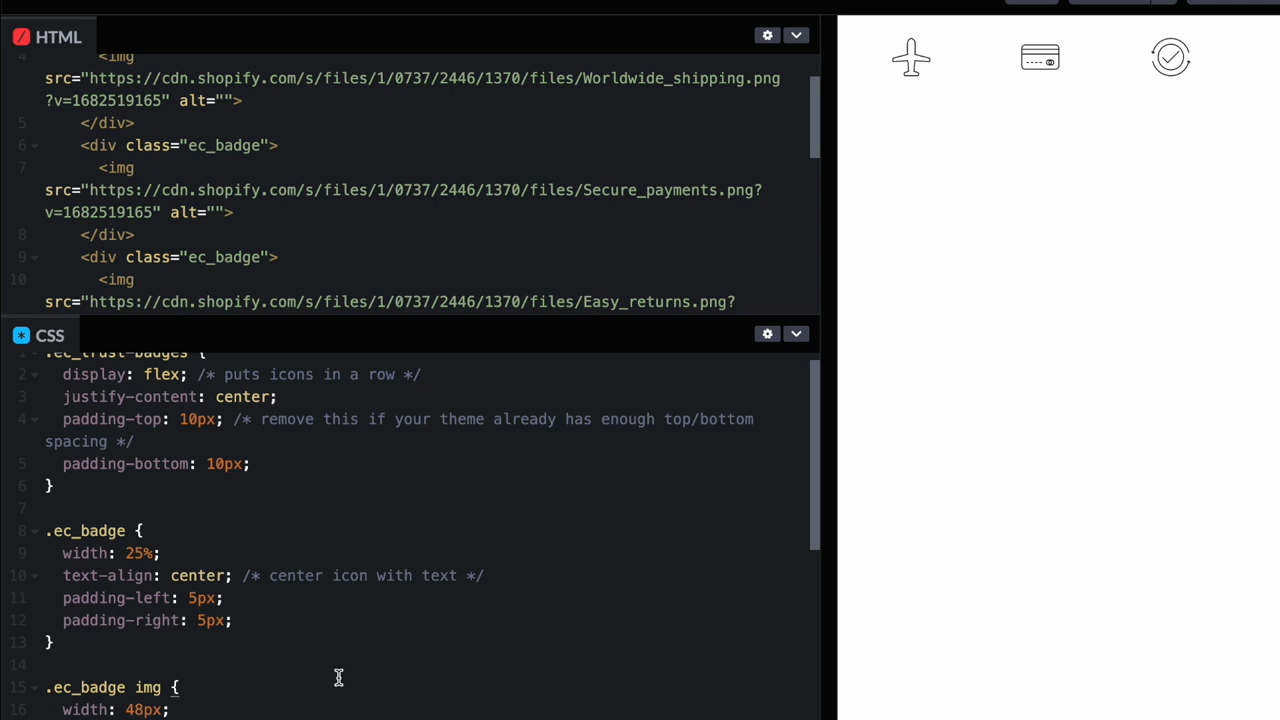 HTML
4 <img
src="https://cdn.shopify.com/s/files/1/0737/2446/1370/files/Worldwide_shipping.png
?v=1682519165" alt="">
5 </div>
6 <div class="ec_badge">
7 <img
src="https://cdn.shopify.com/s/files/1/0737/2446/1370/files/Secure_payments.png?
v=1682519165" alt="">
8 </div>
9 <div class="ec_badge">
10 <img
src="https://cdn.shopify.com/s/files/1/0737/2446/1370/files/Easy_returns.png?
CSS
1 .ec_trust-badges {
2 display: flex; /* puts icons in a row */
3 justify-content: center;
4 padding-top: 10px; /* remove this if your theme already has enough top/bottom
spacing */
5 padding-bottom: 10px;
6 }
7
8 .ec_badge {
9 width: 25%;
10 text-align: center; /* center icon with text */
11 padding-left: 5px;
12 padding-right: 5px;
13 }
14
15 .ec_badge img {
16 width: 48px;